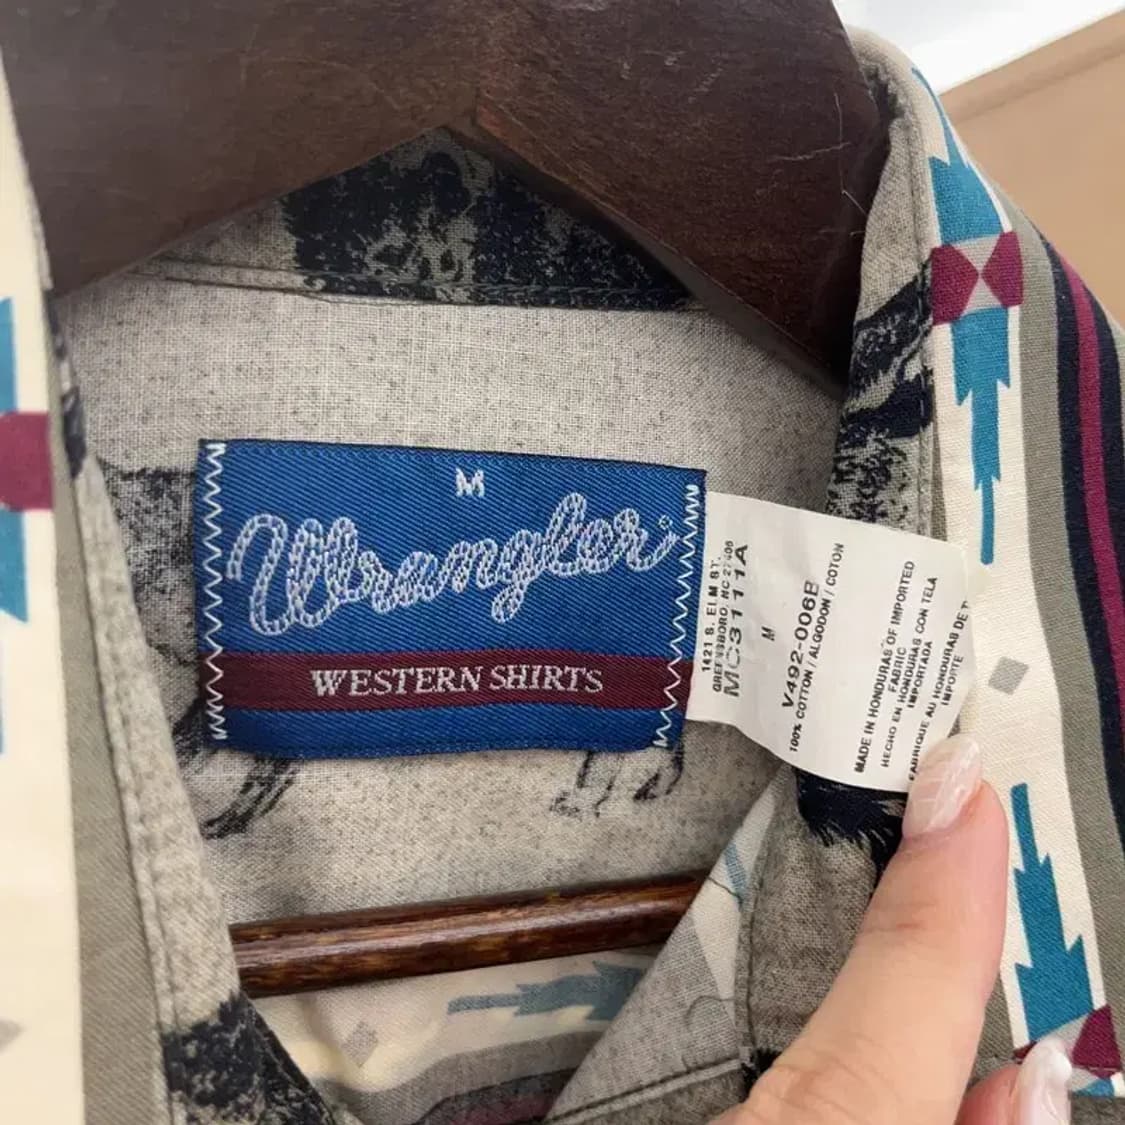 M
Wrangler®
WESTERN SHIRTS
1421 S. ELM ST.
GREENSBORO, NC 27406
MC3111A
M
V492-006B
100% COTTON / ALGODON / COTON
MADE IN HONDURAS OF IMPORTED
FABRIC
HECHO EN HONDURAS CON TELA
IMPORTADA
FABRIQUE AU HONDURAS DE
IMPORTE